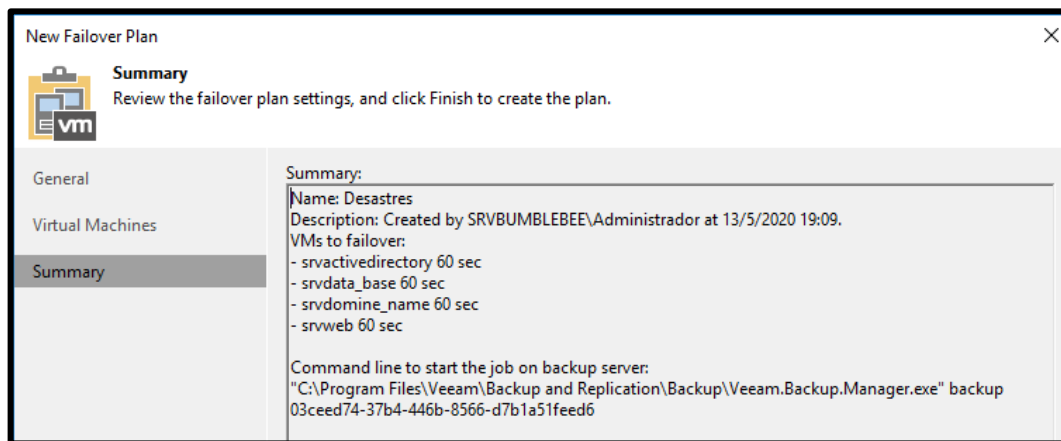 New Failover Plan
Summary
Review the failover plan settings, and click Finish to create the plan.
vm
General
Virtual Machines
Summary
Summary:
Name: Desastres
Description: Created by SRVBUMBLEBEE\Administrador at 13/5/2020 19:09.
VMs to failover:
- srvactivedirectory 60 sec
- srvdata_base 60 sec
- srvdomine_name 60 sec
- srvweb 60 sec
Command line to start the job on backup server:
"C:\Program Files\Veeam\Backup and Replication\Backup\Veeam.Backup.Manager.exe" backup
03ceed74-37b4-446b-8566-d7b1a51feed6